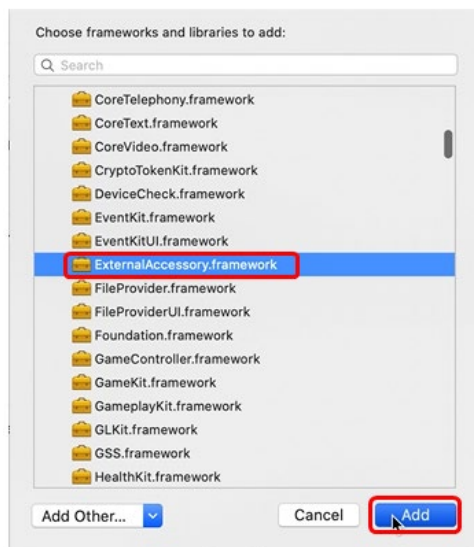 Choose frameworks and libraries to add:
Search
CoreTelephony.framework
CoreText.framework
CoreVideo.framework
CryptoTokenKit.framework
DeviceCheck.framework
EventKit.framework
EventKitUI.framework
ExternalAccessory.framework
FileProvider.framework
FileProviderUI.framework
Foundation.framework
GameController.framework
GameKit.framework
GameplayKit.framework
GLKit.framework
GSS.framework
HealthKit.framework
Add Other... Cancel Add